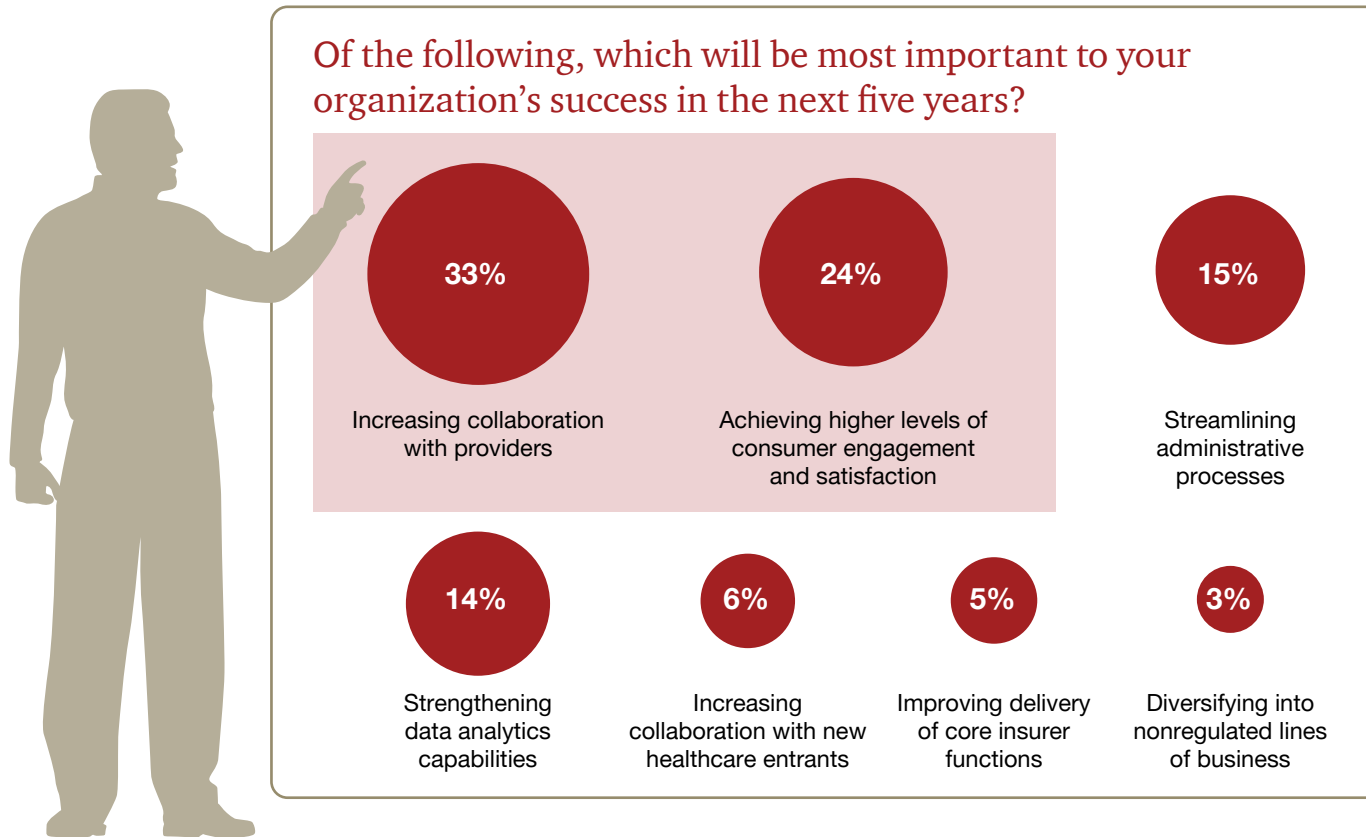 Of the following, which will be most important to your
organization’s success in the next five years?
33%
24%
15%
Increasing collaboration
with providers
Achieving higher levels of
consumer engagement
and satisfaction
Streamlining
administrative
processes
14%
6%
5%
3%
Strengthening
data analytics
capabilities
Increasing
collaboration with new
healthcare entrants
Improving delivery
of core insurer
functions
Diversifying into
nonregulated lines
of business